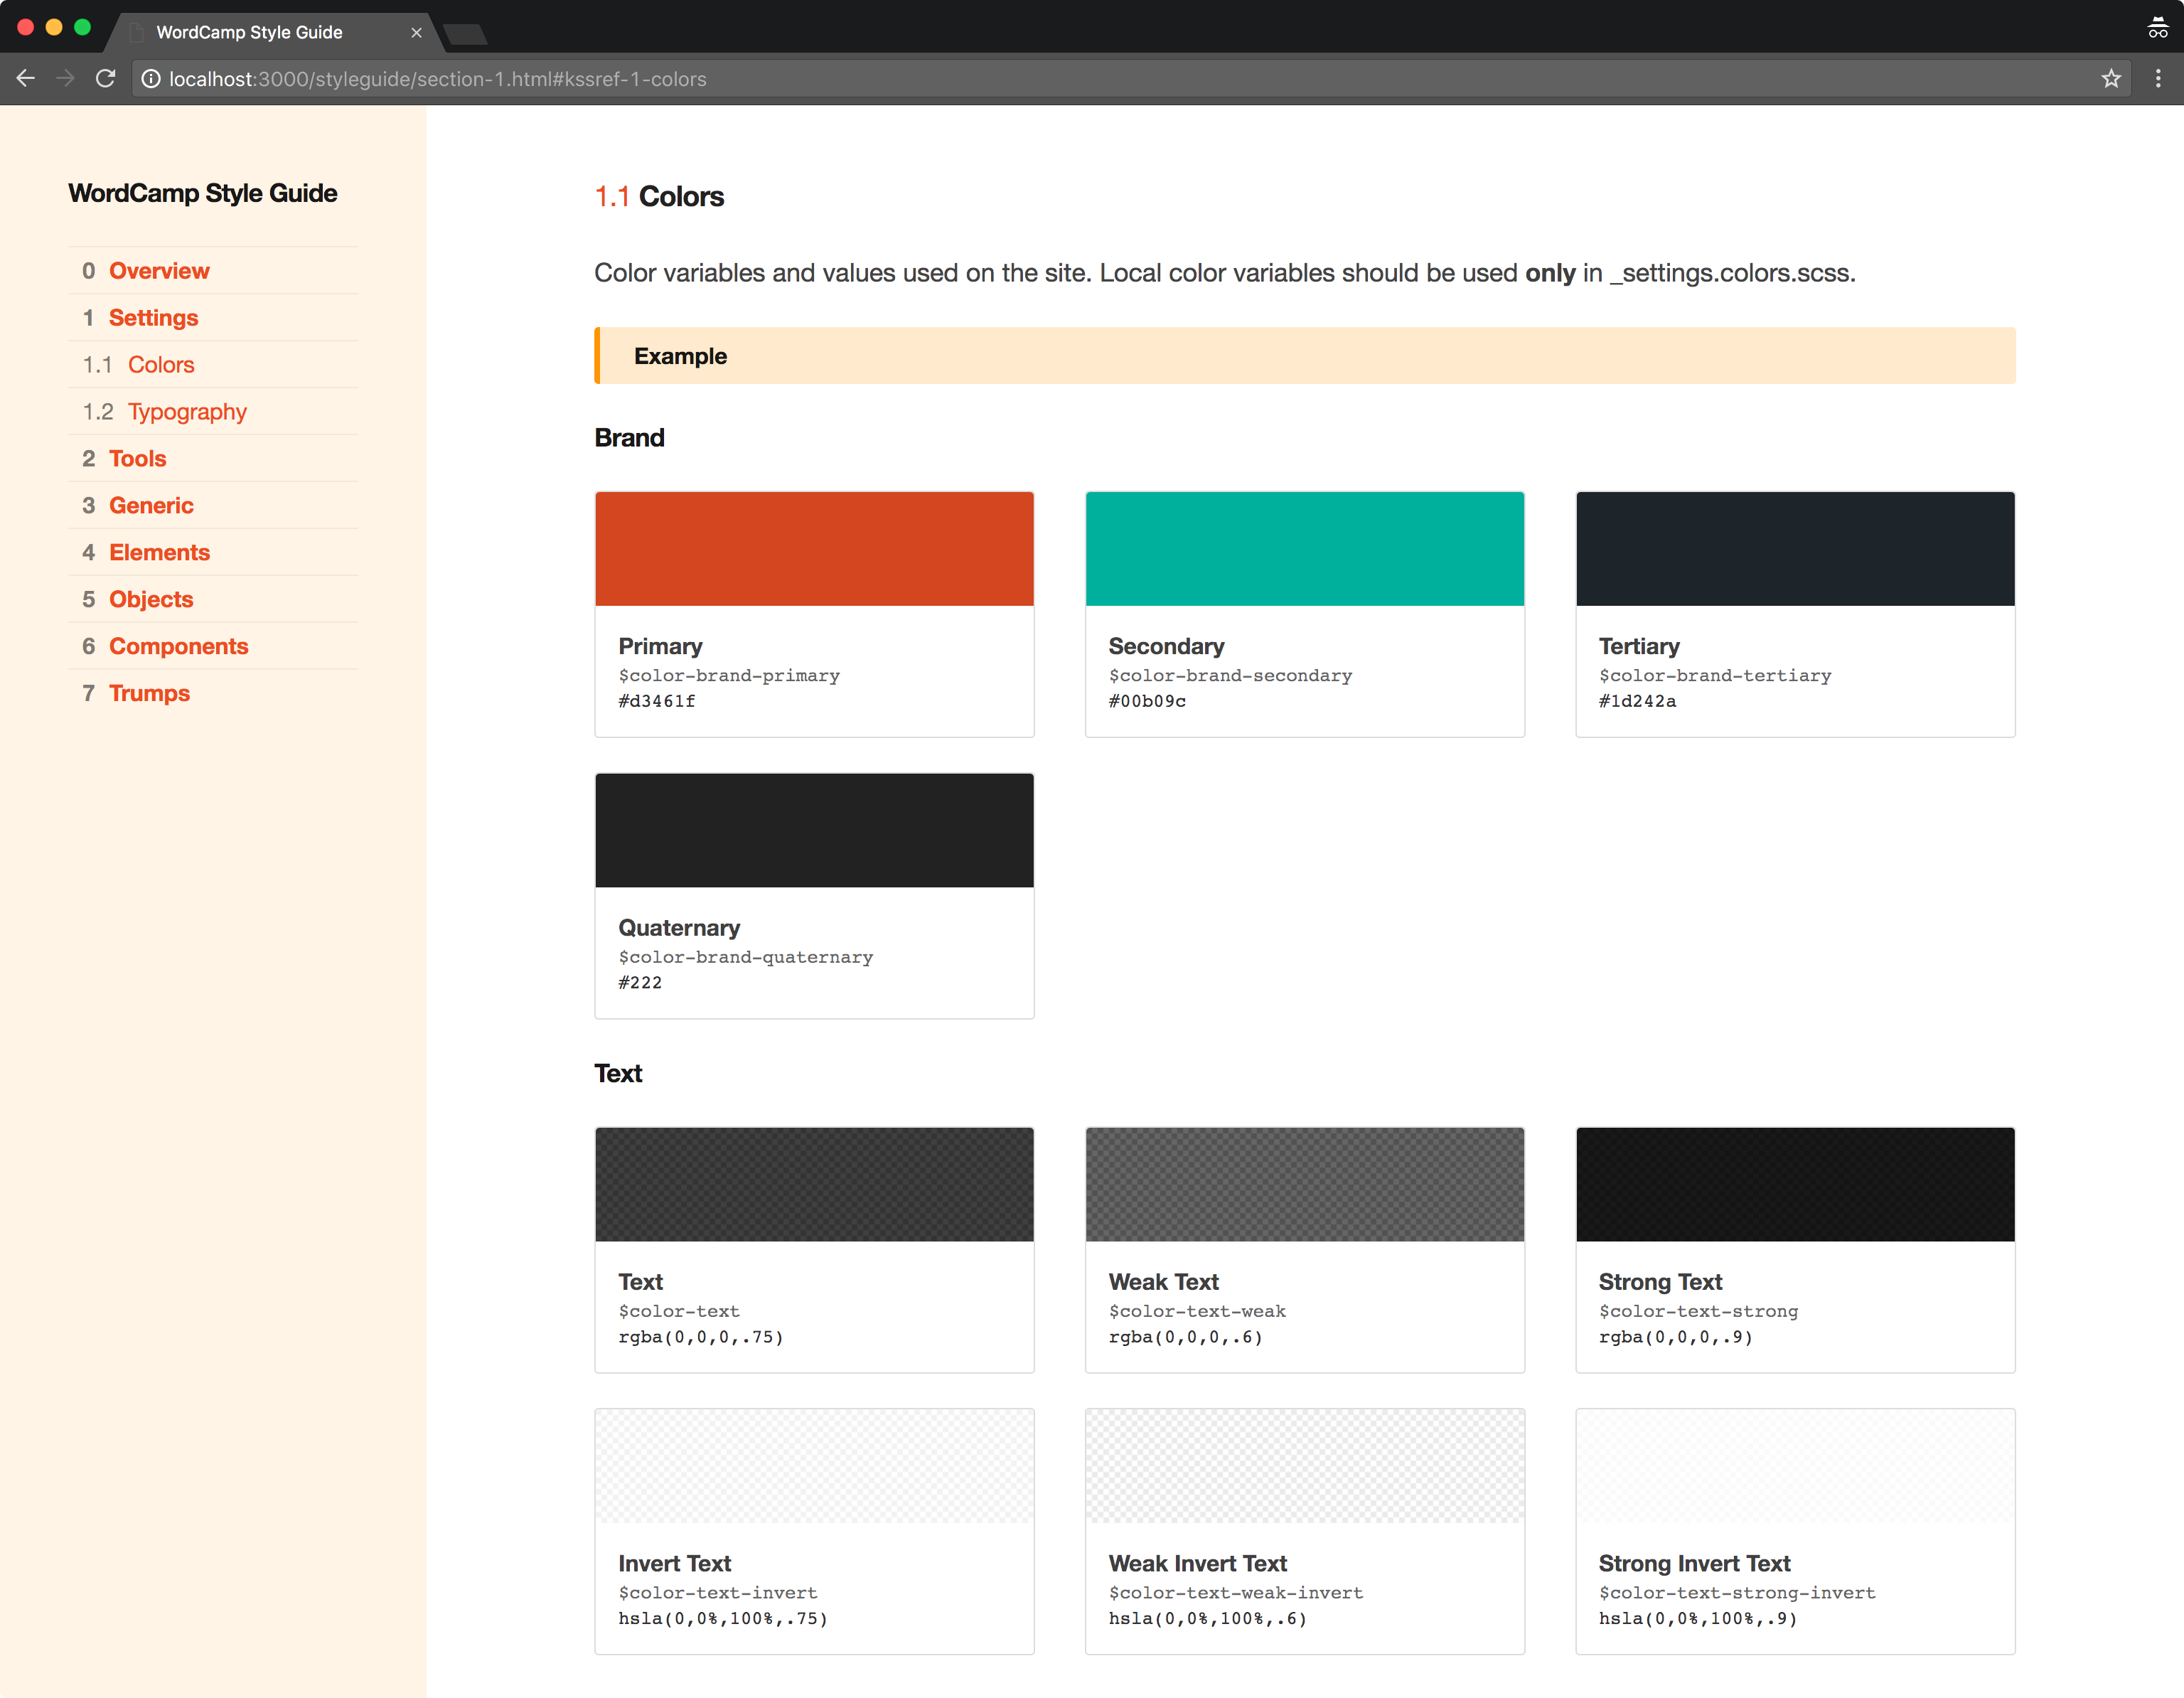 WordCamp Style Guide
localhost:3000/styleguide/section-1.html#kssref-1-colors
WordCamp Style Guide
0 Overview
1 Settings
1.1 Colors
1.2 Typography
2 Tools
3 Generic
4 Elements
5 Objects
6 Components
7 Trumps
1.1 Colors
Color variables and values used on the site. Local color variables should be used only in _settings.colors.scss.
Example
Brand
Primary
$color-brand-primary
#d3461f
Secondary
$color-brand-secondary
#00b09c
Tertiary
$color-brand-tertiary
#1d242a
Quaternary
$color-brand-quaternary
#222
Text
Text
$color-text
rgba(0,0,0,.75)
Weak Text
$color-text-weak
rgba(0,0,0,.6)
Strong Text
$color-text-strong
rgba(0,0,0,.9)
Invert Text
$color-text-invert
hsla(0,0%,100%,.75)
Weak Invert Text
$color-text-weak-invert
hsla(0,0%,100%,.6)
Strong Invert Text
$color-text-strong-invert
hsla(0,0%,100%,.9)